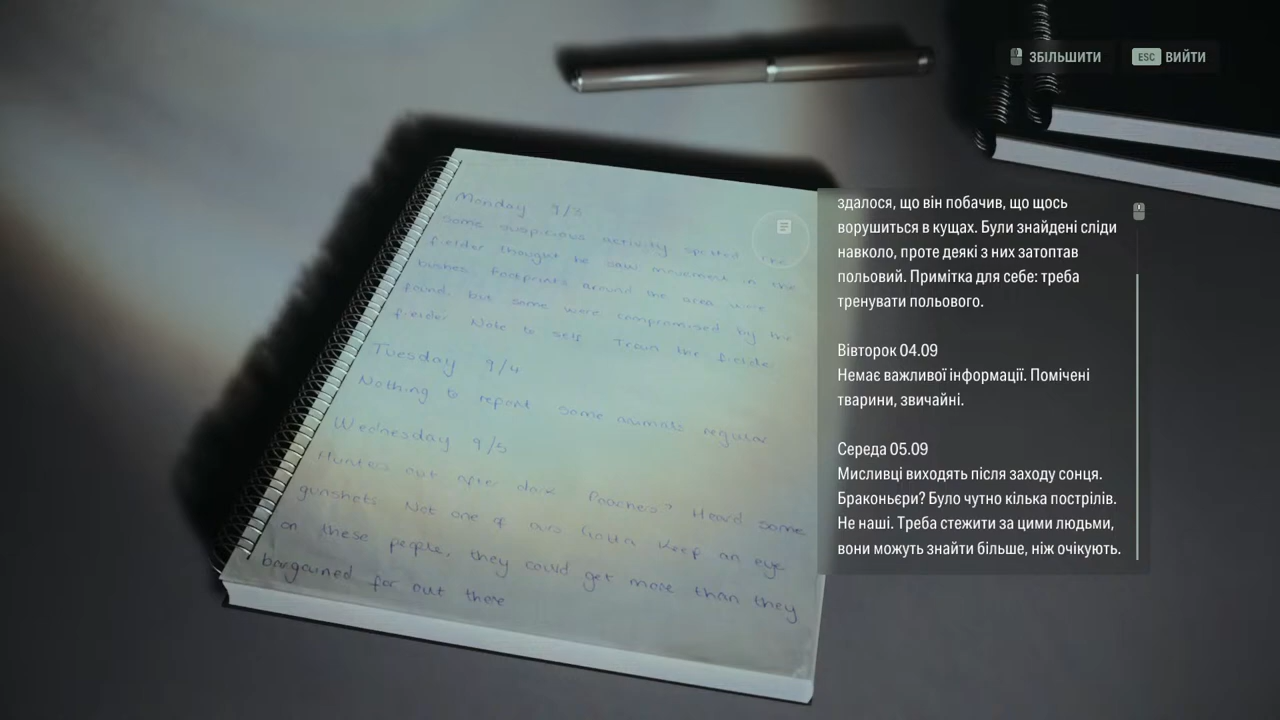 ЗБІЛЬШИТИ
ESC ВИЙТИ
Monday 9/3
Some suspicious activity spotted the
fielder thought he saw movement in the
bushes. Footprints around the area were
found, but some were compromised by the
fielder. Note to self. Train the fielder.
Tuesday 9/4
Nothing to report some animals regular
Wednesday 9/5
Hunters out after dark. Poachers? Heard some
gunshots. Not one of ours. Gotta keep an eye
on these people, they could get more than they
bargained for out there
здалося, що він побачив, що щось
ворушиться в кущах. Були знайдені сліди
навколо, проте деякі з них затоптав
польовий. Примітка для себе: треба
тренувати польового.
Вівторок 04.09
Немає важливої інформації. Помічені
тварини, звичайні.
Середа 05.09
Мисливці виходять після заходу сонця.
Браконьєри? Було чутно кілька пострілів.
Не наші. Треба стежити за цими людьми,
вони можуть знайти більше, ніж очікують.